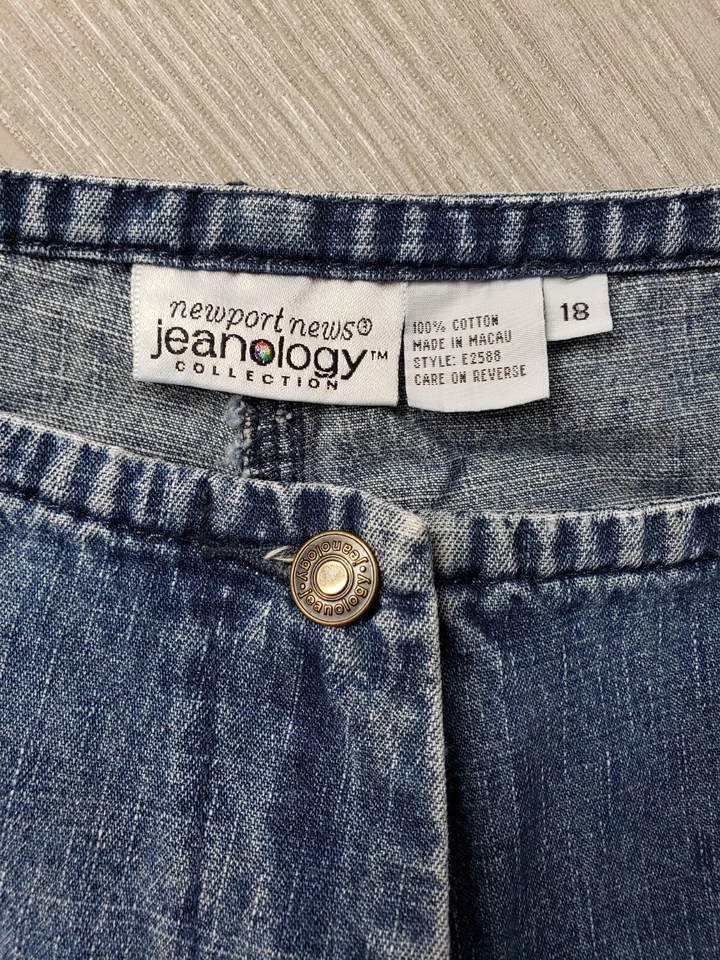 newport news®
jeanology™
COLLECTION
100% COTTON
MADE IN MACAU
STYLE: E2588
CARE ON REVERSE
18
jeanology · jeanology ·